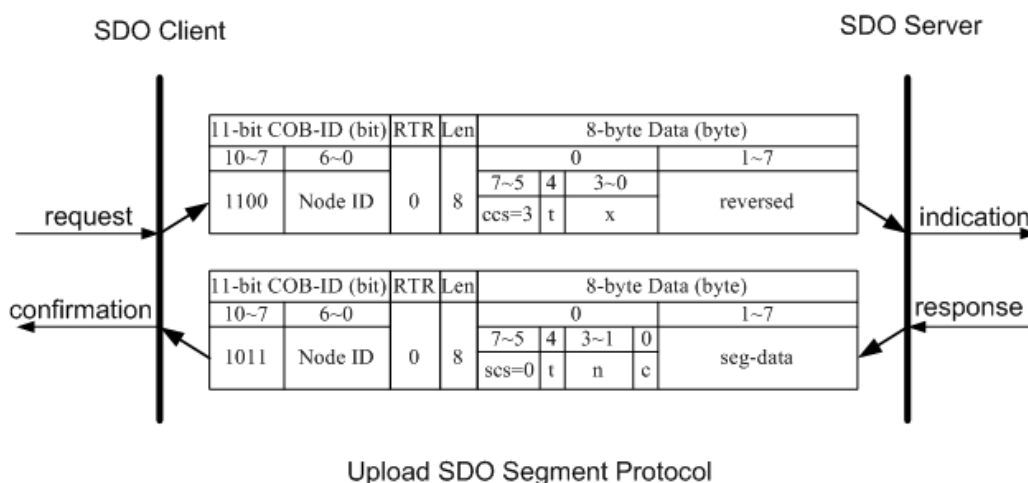 SDO Client
SDO Server
11-bit COB-ID (bit) RTR Len 8-byte Data (byte)
10~7 6~0 0 1~7
7~5 4 3~0
1100 Node ID 0 8 reversed
ccs=3 t x
request
indication
11-bit COB-ID (bit) RTR Len 8-byte Data (byte)
10~7 6~0 0 1~7
confirmation
response
7~5 4 3~1 0
1011 Node ID 0 8 seg-data
scs=0 t n c
Upload SDO Segment Protocol